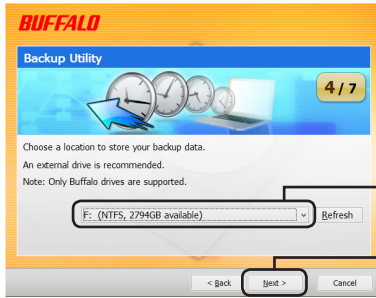 BUFFALO
Backup Utility
4/7
Choose a location to store your backup data.
An external drive is recommended.
Note: Only Buffalo drives are supported.
F: (NTFS, 2794GB available)
Refresh
< Back
Next >
Cancel